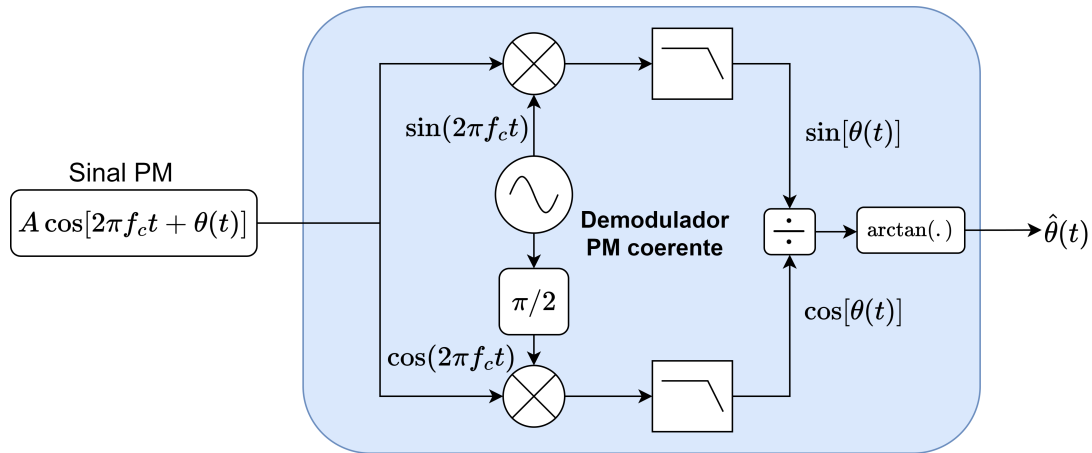 sin(2πf_ct)
sin[θ(t)]
Sinal PM
A cos[2πf_ct + θ(t)]
Demodulador
PM coerente
÷
arctan(.)
θ̂(t)
π/2
cos[θ(t)]
cos(2πf_ct)